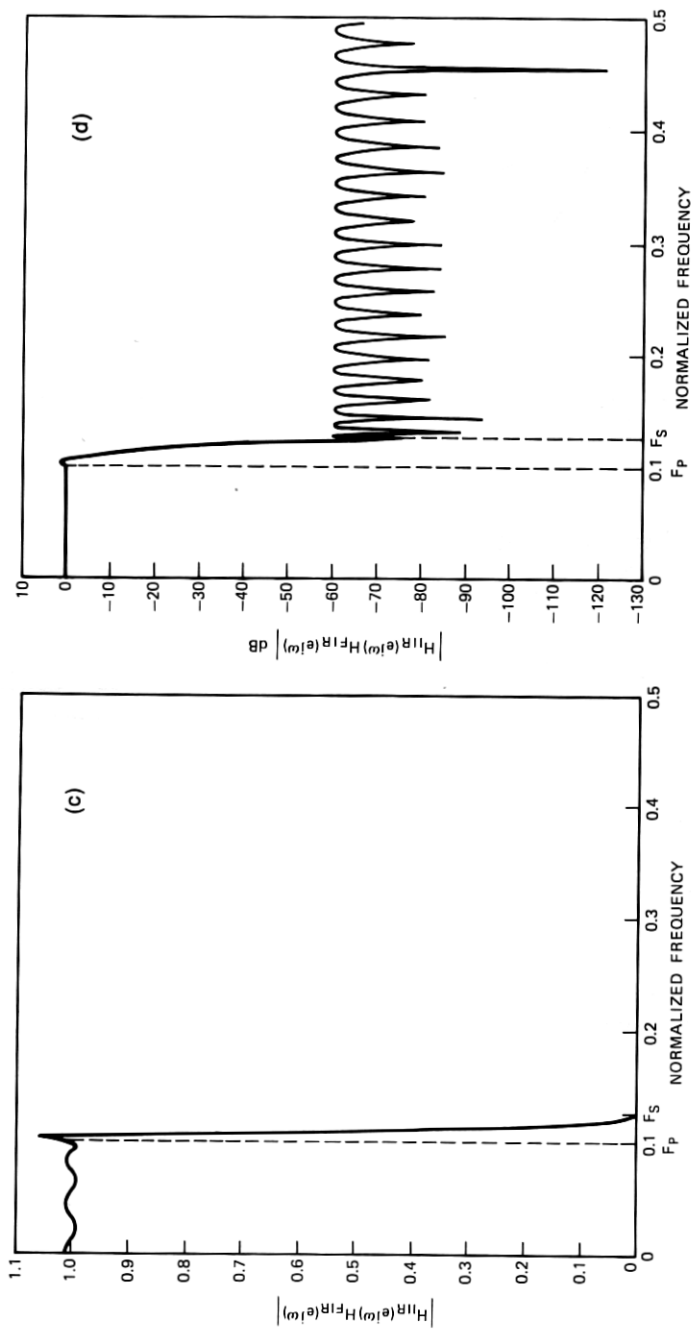 (c)
|H_IIR(e^jω)H_FIR(e^jω)|
1.1
1.0
0.9
0.8
0.7
0.6
0.5
0.4
0.3
0.2
0.1
0
0 0.1 F_S 0.2 0.3 0.4 0.5
F_P
NORMALIZED FREQUENCY
(d)
|H_IIR(e^jω)H_FIR(e^jω)| dB
10
0
−10
−20
−30
−40
−50
−60
−70
−80
−90
−100
−110
−120
−130
0 0.1 F_S 0.2 0.3 0.4 0.5
F_P
NORMALIZED FREQUENCY